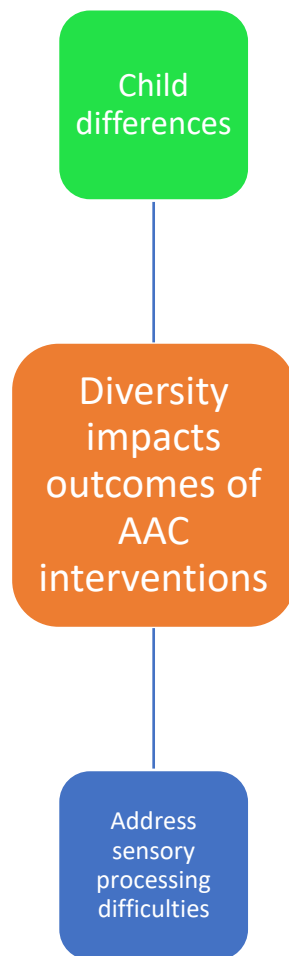 Child
differences
Diversity
impacts
outcomes of
AAC
interventions
Address
sensory
processing
difficulties